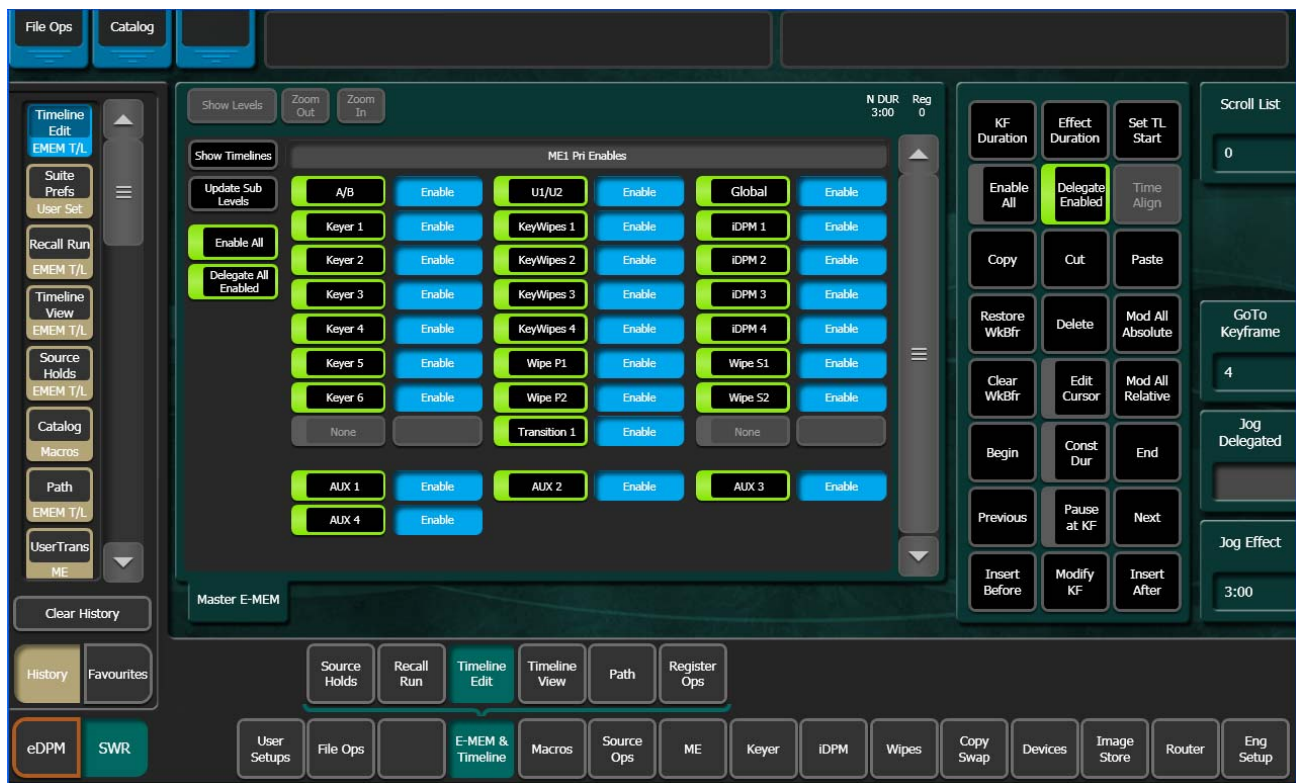 File Ops
Catalog
Timeline
Edit
EMEM T/L
Suite
Prefs
User Set
Recall Run
EMEM T/L
Timeline
View
EMEM T/L
Source
Holds
EMEM T/L
Catalog
Macros
Path
EMEM T/L
UserTrans
ME
Clear History
History
Favourites
eDPM
SWR
Show Levels
Zoom
Out
Zoom
In
N DUR
3:00
Reg
0
Show Timelines
ME1 Pri Enables
Update Sub
Levels
Enable All
Delegate All
Enabled
A/B Enable U1/U2 Enable Global Enable
Keyer 1 Enable KeyWipes 1 Enable iDPM 1 Enable
Keyer 2 Enable KeyWipes 2 Enable iDPM 2 Enable
Keyer 3 Enable KeyWipes 3 Enable iDPM 3 Enable
Keyer 4 Enable KeyWipes 4 Enable iDPM 4 Enable
Keyer 5 Enable Wipe P1 Enable Wipe S1 Enable
Keyer 6 Enable Wipe P2 Enable Wipe S2 Enable
None Transition 1 Enable None
AUX 1 Enable AUX 2 Enable AUX 3 Enable
AUX 4 Enable
Master E-MEM
KF
Duration
Effect
Duration
Set TL
Start
Enable
All
Delegate
Enabled
Time
Align
Copy
Cut
Paste
Restore
WkBfr
Delete
Mod All
Absolute
Clear
WkBfr
Edit
Cursor
Mod All
Relative
Begin
Const
Dur
End
Previous
Pause
at KF
Next
Insert
Before
Modify
KF
Insert
After
Scroll List
0
GoTo
Keyframe
4
Jog
Delegated
Jog Effect
3:00
Source
Holds
Recall
Run
Timeline
Edit
Timeline
View
Path
Register
Ops
User
Setups
File Ops
E-MEM &
Timeline
Macros
Source
Ops
ME
Keyer
iDPM
Wipes
Copy
Swap
Devices
Image
Store
Router
Eng
Setup